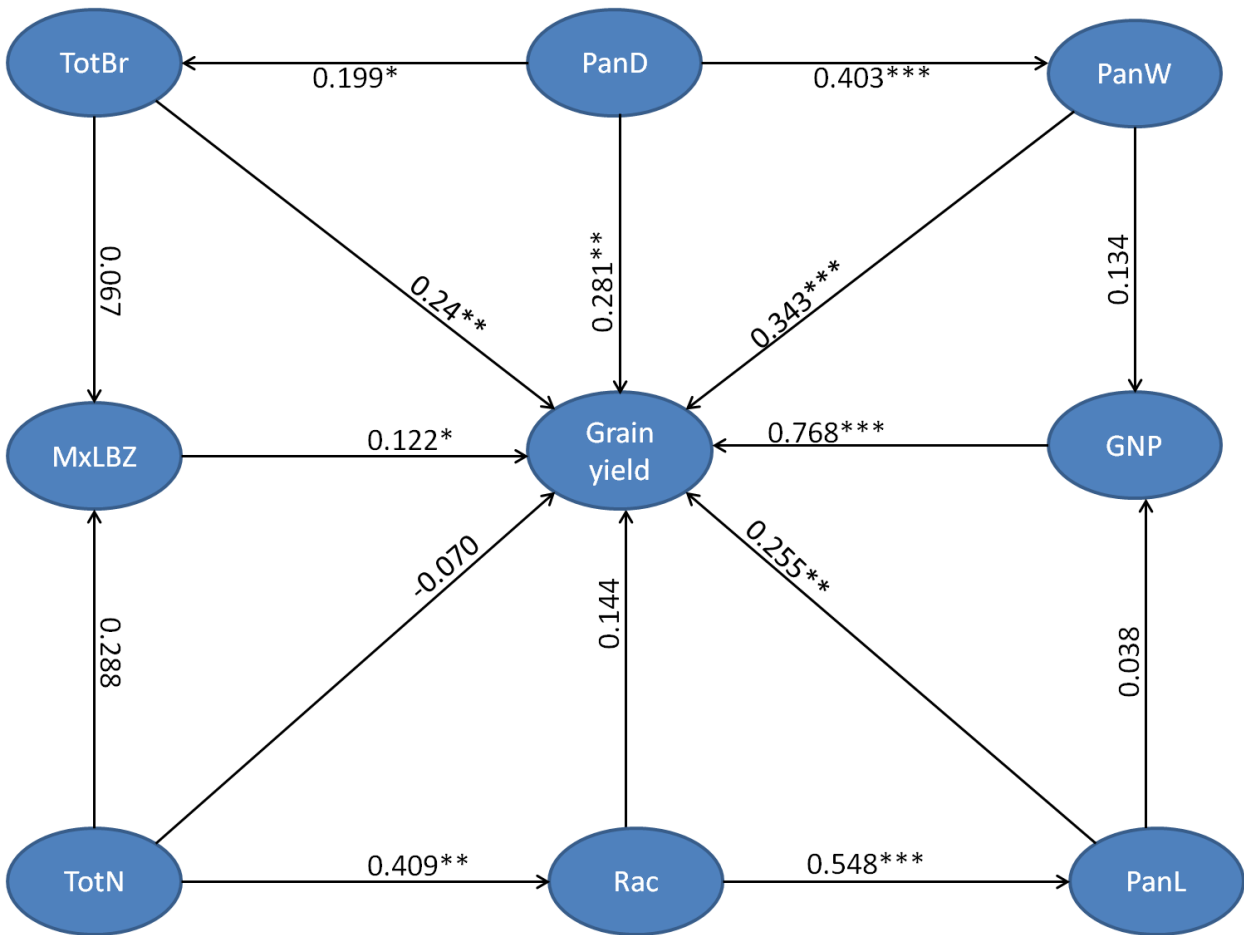 TotBr
PanD
PanW
0.199*
0.403***
0.067
0.24**
0.281**
0.343***
0.134
MxLBZ
0.122*
Grain
yield
0.768***
GNP
0.288
-0.070
0.144
0.255**
0.038
TotN
0.409**
Rac
0.548***
PanL